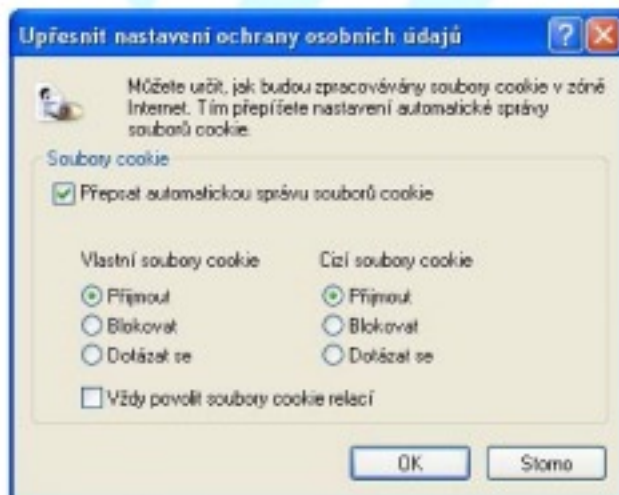 Upřesnit nastavení ochrany osobních údajů
Můžete určit, jak budou zpracovávány soubory cookie v zóně
Internet. Tím přepíšete nastavení automatické správy
souborů cookie.
Soubory cookie
Přepsat automatickou správu souborů cookie
Vlastní soubory cookie
Cizí soubory cookie
Přijmout
Přijmout
Blokovat
Blokovat
Dotázat se
Dotázat se
Vždy povolit soubory cookie relací
OK
Storno